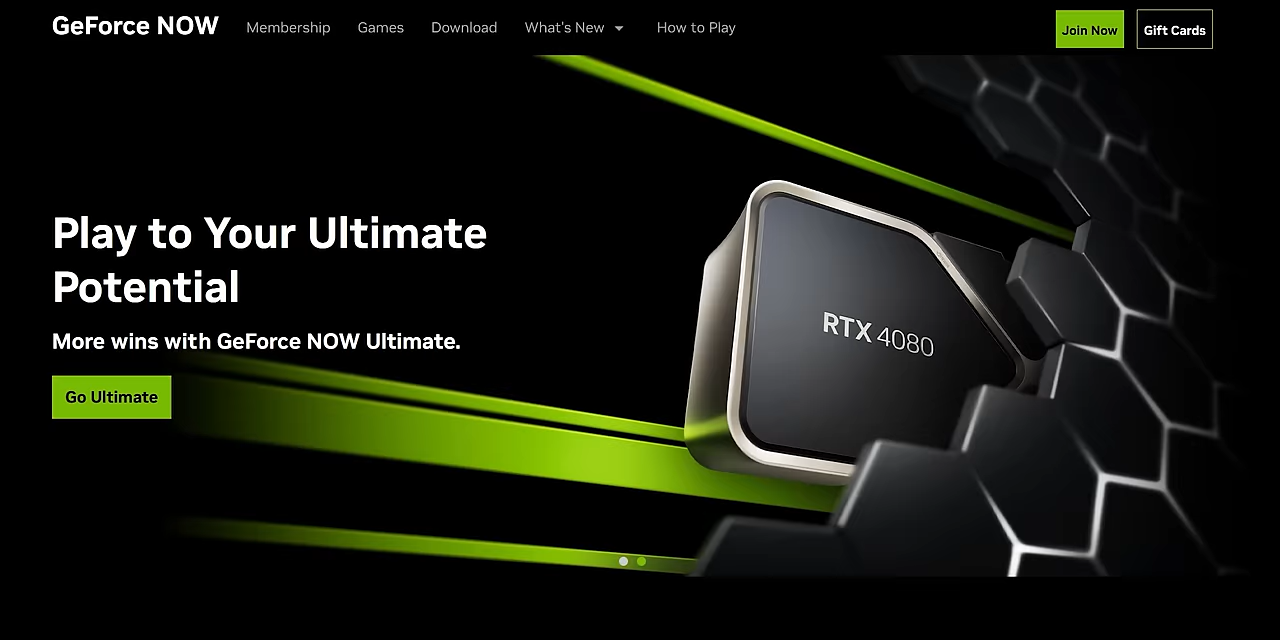 GeForce NOW
Membership
Games
Download
What's New
How to Play
Join Now
Gift Cards
Play to Your Ultimate
Potential
More wins with GeForce NOW Ultimate.
Go Ultimate
RTX 4080